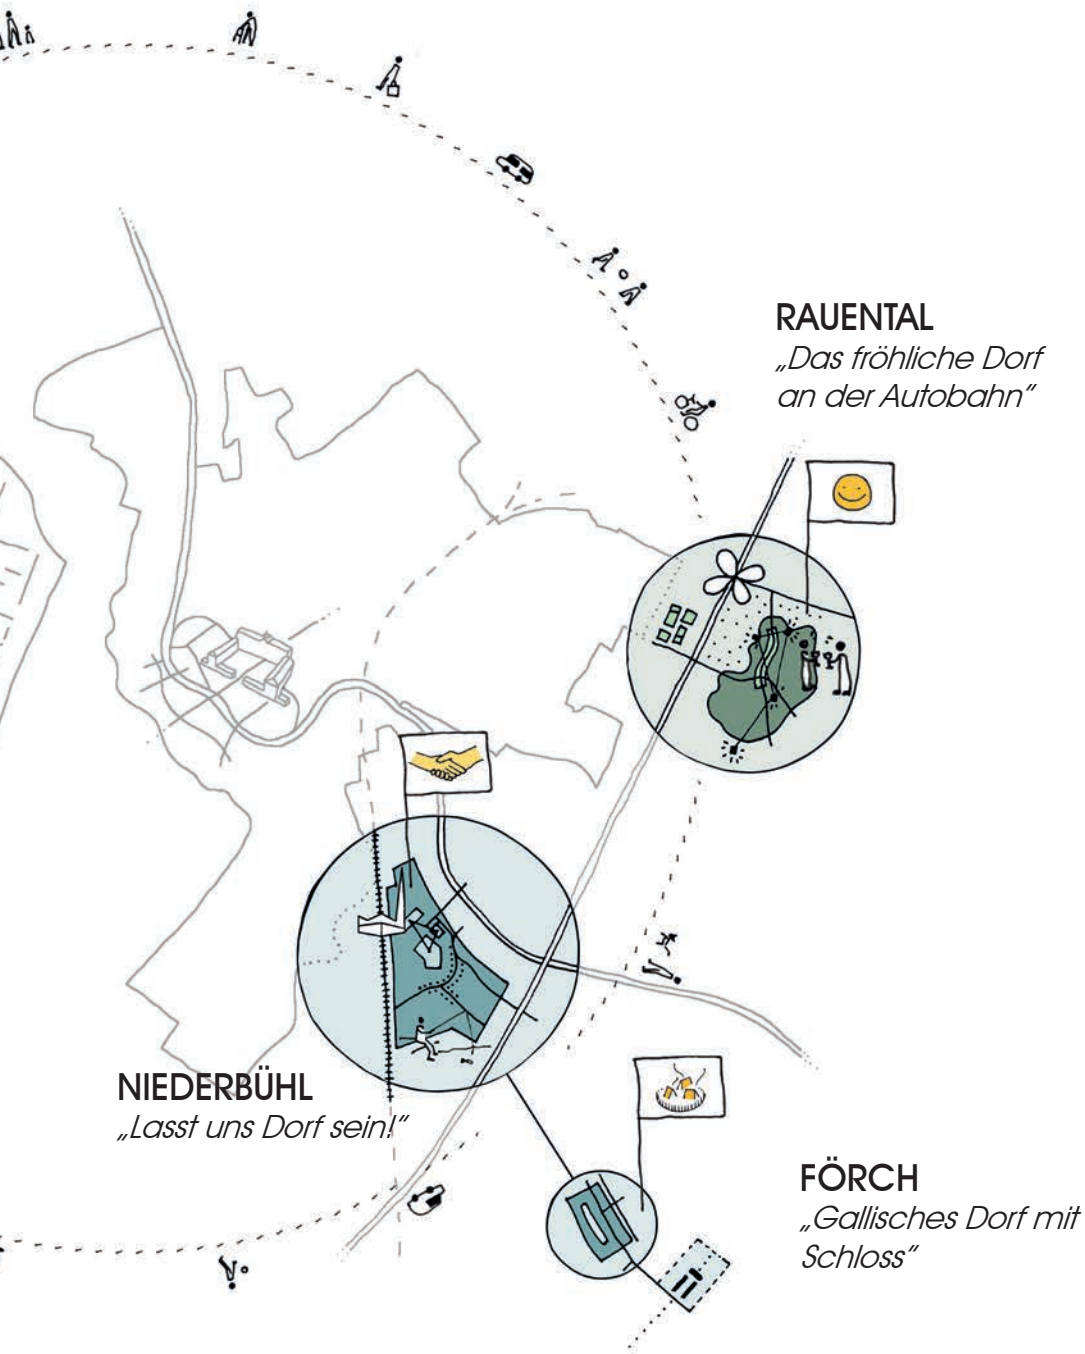 RAUENTAL
„Das fröhliche Dorf
an der Autobahn“
NIEDERBÜHL
„Lasst uns Dorf sein!“
FÖRCH
„Gallisches Dorf mit
Schloss“